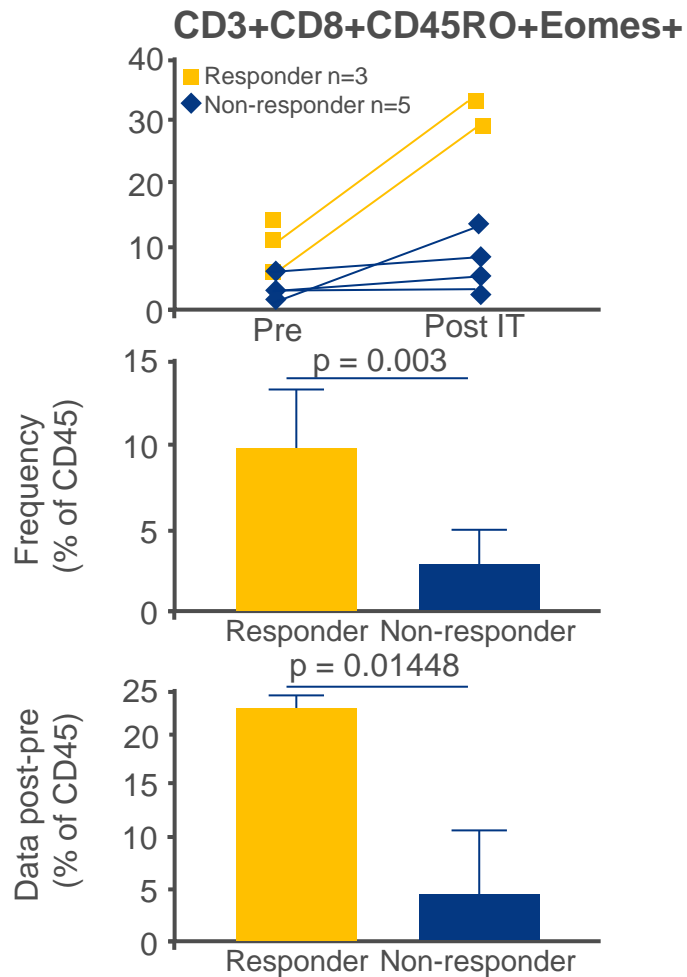 CD3+CD8+CD45RO+Eomes+
40
Responder n=3
Non-responder n=5
30
20
10
0
Pre
Post IT
15
p = 0.003
10
Frequency
(% of CD45)
5
0
Responder
Non-responder
p = 0.01448
25
20
15
Data post-pre
(% of CD45)
10
5
0
Responder
Non-responder